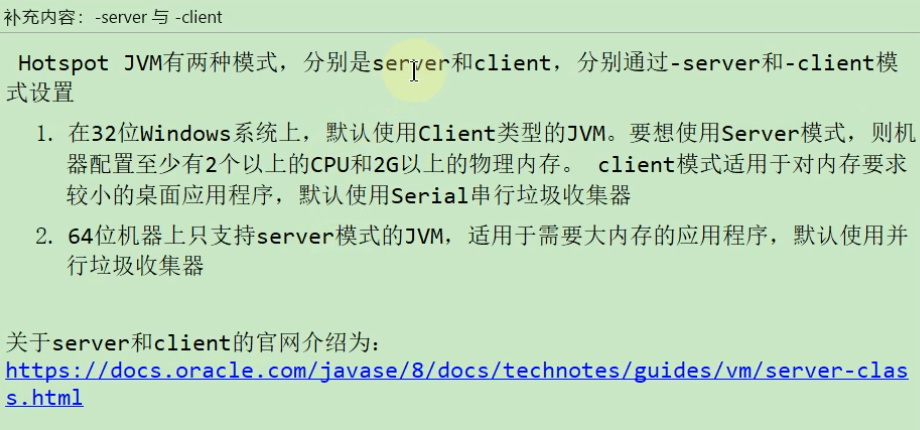 补充内容：-server 与 -client
Hotspot JVM有两种模式，分别是server和client，分别通过-server和-client模
式设置
1. 在32位Windows系统上，默认使用Client类型的JVM。要想使用Server模式，则机
器配置至少有2个以上的CPU和2G以上的物理内存。 client模式适用于对内存要求
较小的桌面应用程序，默认使用Serial串行垃圾收集器
2. 64位机器上只支持server模式的JVM，适用于需要大内存的应用程序，默认使用并
行垃圾收集器
关于server和client的官网介绍为：
https://docs.oracle.com/javase/8/docs/technotes/guides/vm/server-clas
s.html